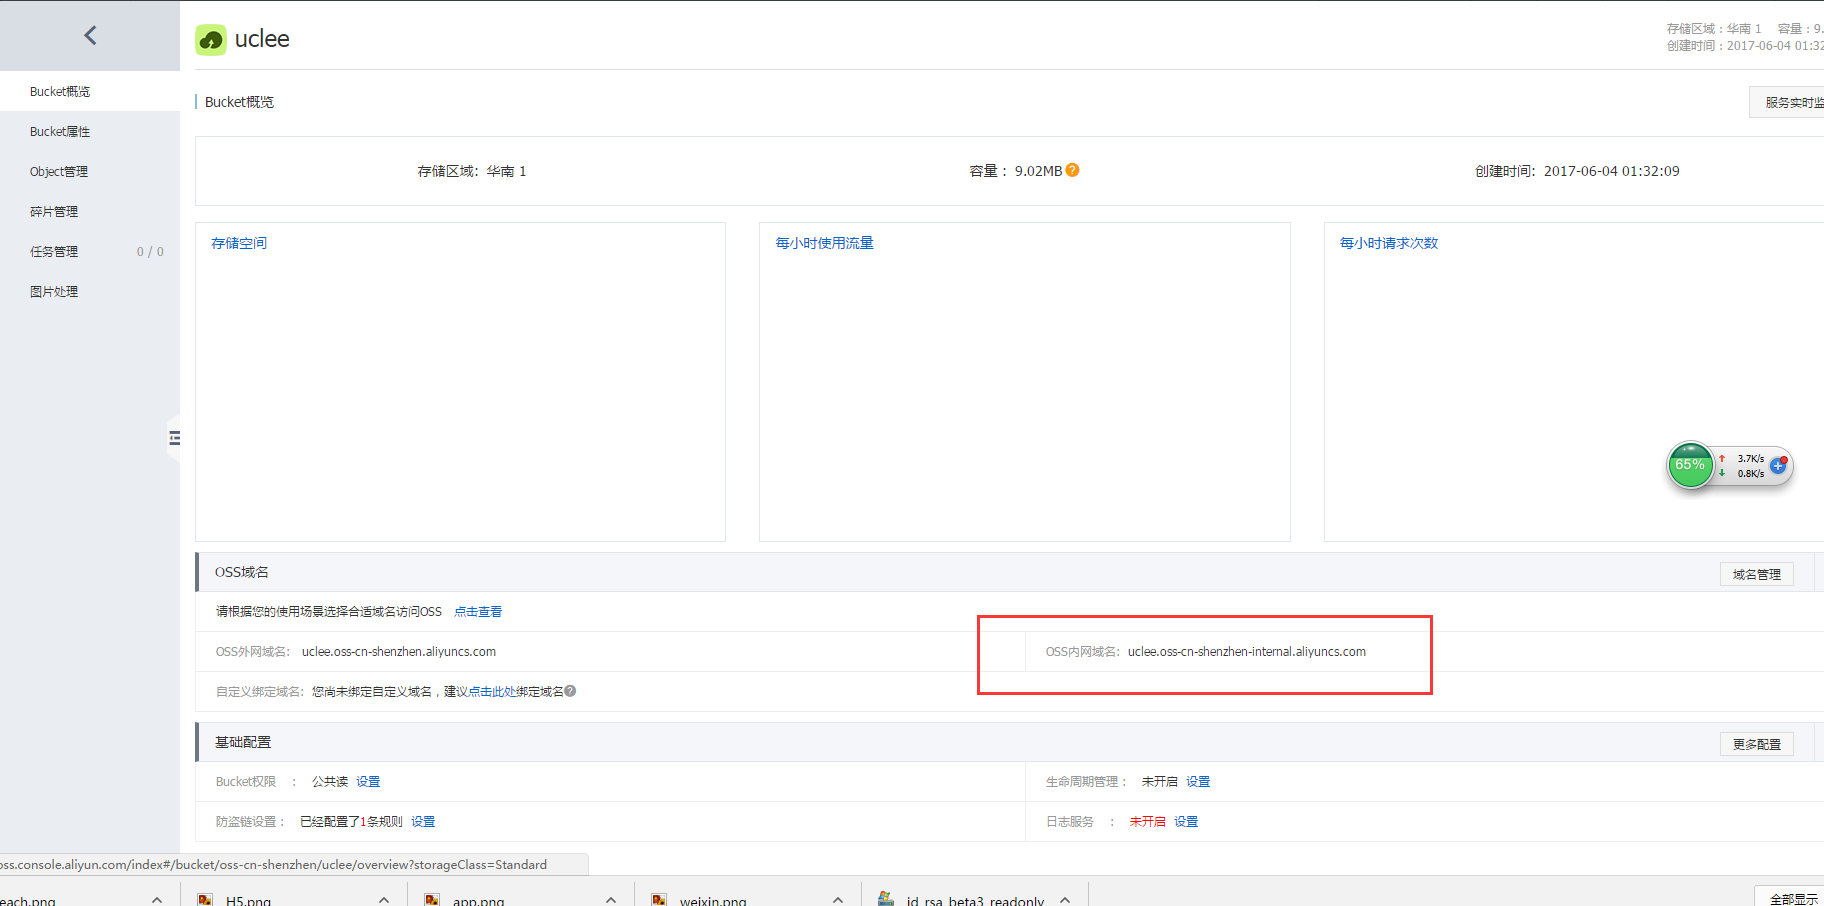 uclee
存储区域：华南 1 容量：9.
创建时间：2017-06-04 01:32
Bucket概览
Bucket属性
Object管理
碎片管理
任务管理 0 / 0
图片处理
Bucket概览
服务实时监
存储区域：华南 1
容量：9.02MB
创建时间：2017-06-04 01:32:09
存储空间
每小时使用流量
每小时请求次数
65%
3.7K/s
0.8K/s
OSS域名
域名管理
请根据您的使用场景选择合适域名访问OSS 点击查看
OSS外网域名: uclee.oss-cn-shenzhen.aliyuncs.com
OSS内网域名: uclee.oss-cn-shenzhen-internal.aliyuncs.com
自定义绑定域名: 您尚未绑定自定义域名，建议点击此处绑定域名
基础配置
更多配置
Bucket权限 ： 公共读 设置
生命周期管理： 未开启 设置
防盗链设置： 已经配置了1条规则 设置
日志服务 ： 未开启 设置
oss.console.aliyun.com/index#/bucket/oss-cn-shenzhen/uclee/overview?storageClass=Standard
each.png
H5.png
app.png
weixin.png
id_rsa_beta3_readonly
全部显示